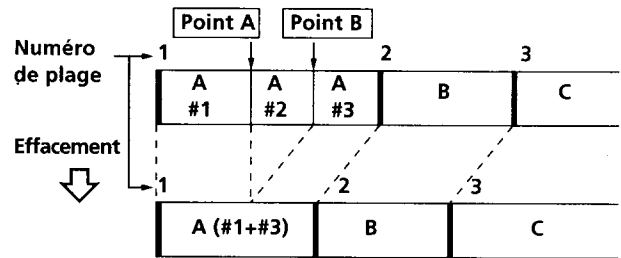 Point A Point B
Numéro de plage
1 2 3
A #1 A #2 A #3 B C
Effacement
1 2 3
A (#1+#3) B C